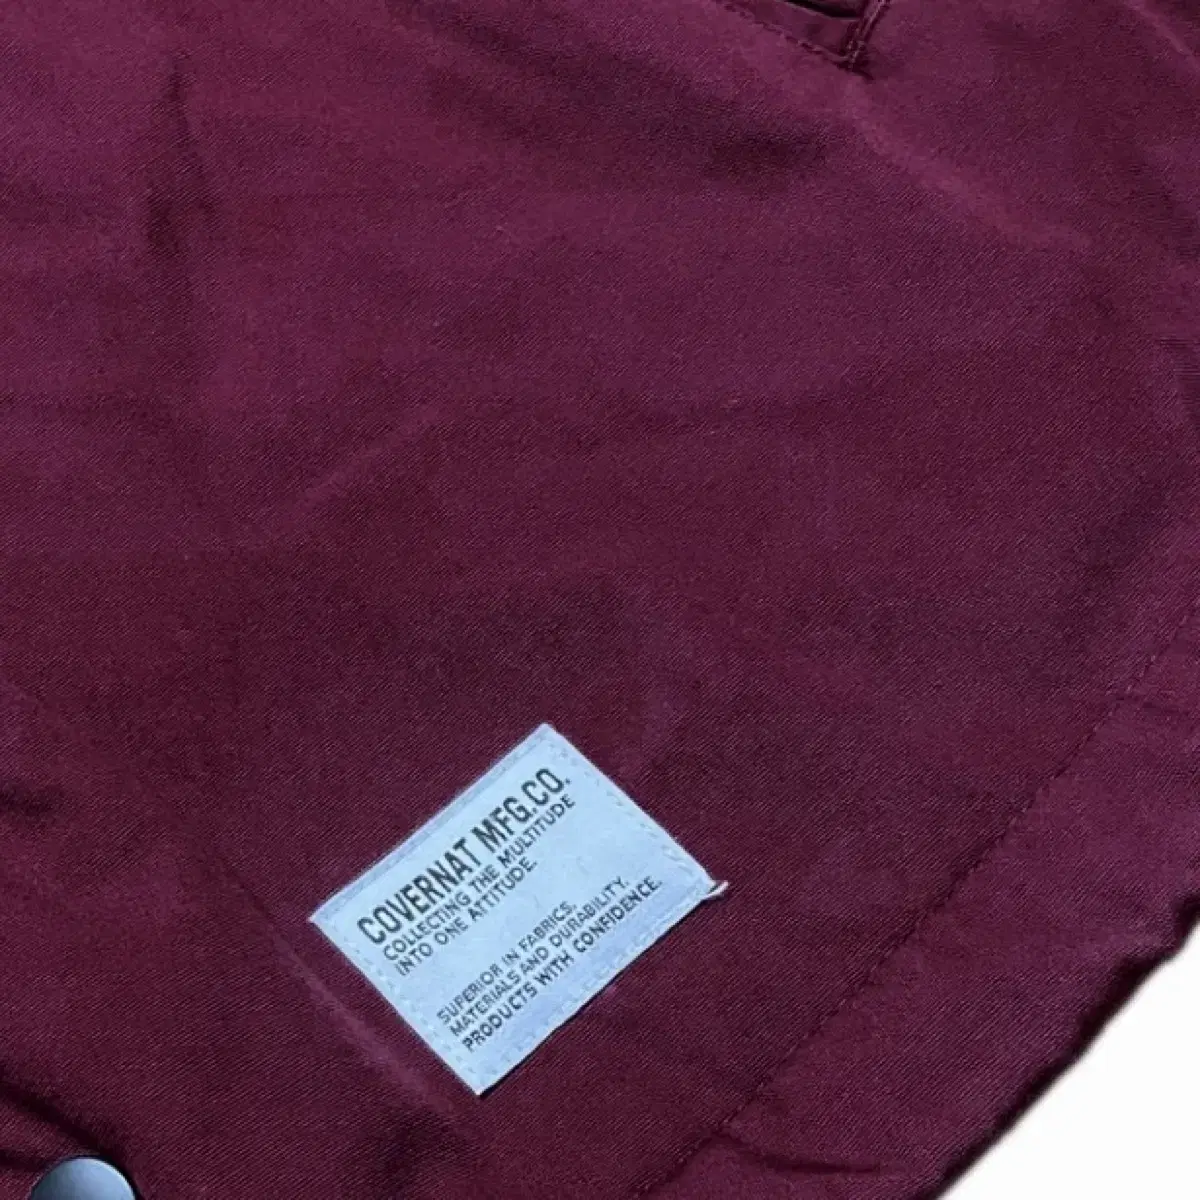 COVERNAT MFG.CO.
COLLECTING THE MULTITUDE
INTO ONE ATTITUDE.
SUPERIOR IN FABRICS,
MATERIALS AND DURABILITY.
PRODUCTS WITH CONFIDENCE.